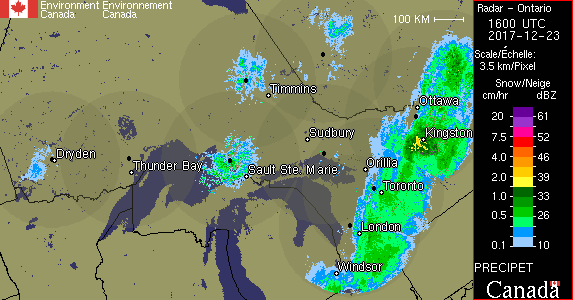 Environment Environnement
Canada Canada
100 KM
Timmins
Ottawa
Kingston
Sudbury
Dryden
Thunder Bay
Sault Ste. Marie
Orillia
Toronto
London
Windsor
Radar - Ontario
1600 UTC
2017-12-23
Scale/Échelle:
3.5 km/Pixel
Snow/Neige
cm/hr dBZ
20 61
7.5 57
5.5 52
4.0 46
2.0 39
1.0 33
0.5 26
0.1 10
PRECIPET
Canada